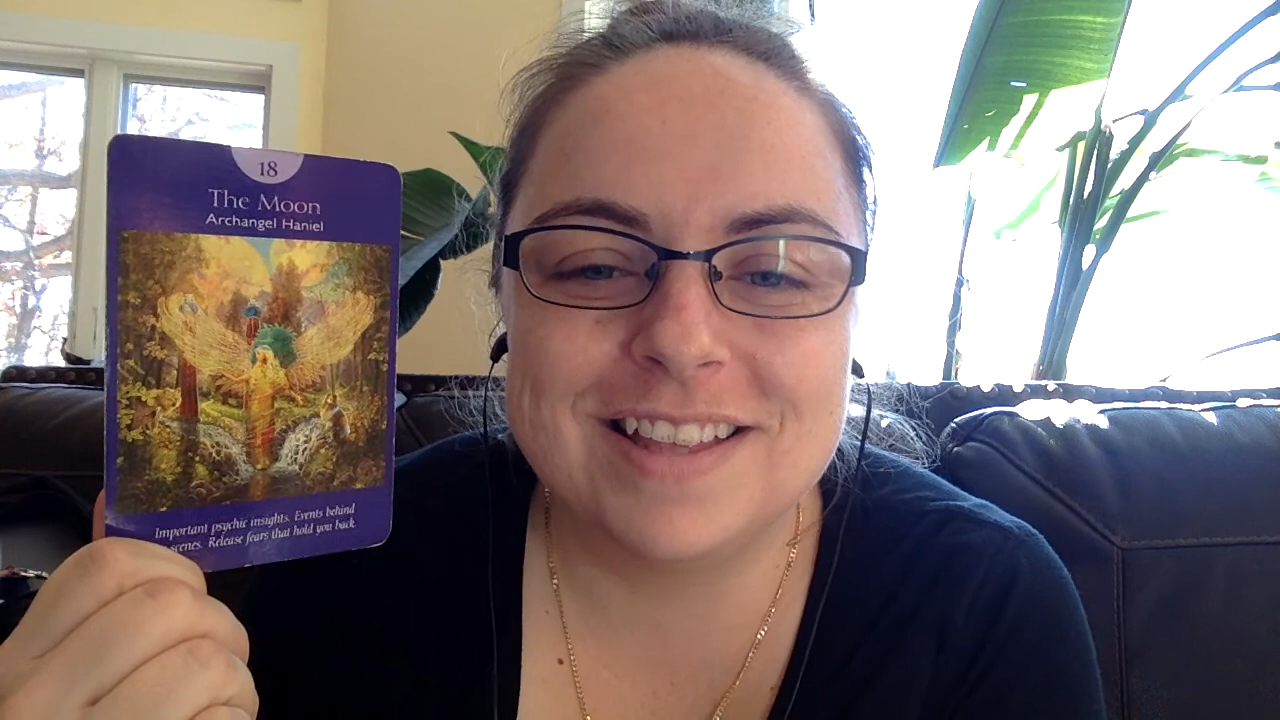 18
The Moon
Archangel Haniel
Important psychic insights. Events behind
scenes. Release fears that hold you back.